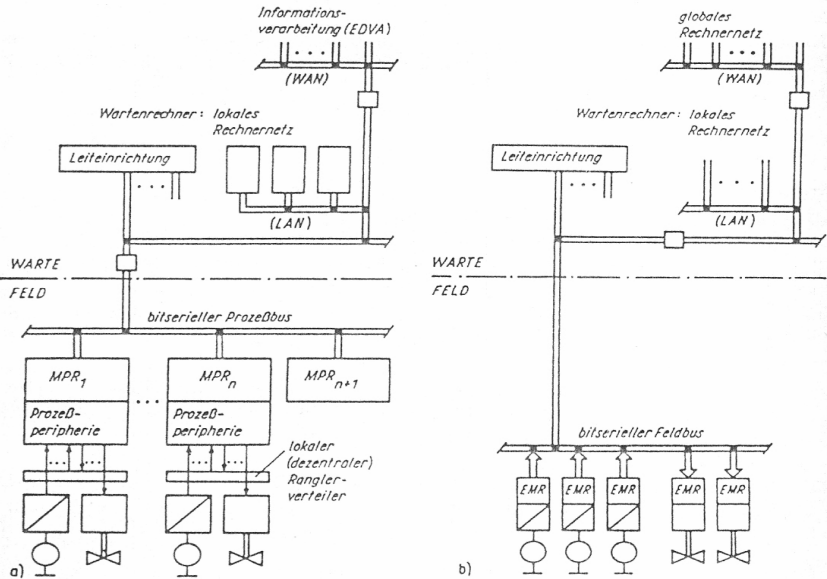 Informations-
verarbeitung (EDVA)
(WAN)
Wartenrechner: lokales
Rechnernetz
Leiteinrichtung
(LAN)
WARTE
FELD
bitserieller Prozeßbus
MPR1
MPRn
MPRn+1
Prozeß-
peripherie
Prozeß-
peripherie
lokaler
(dezentraler)
Rangier-
verteiler
a)
globales
Rechnernetz
(WAN)
Wartenrechner: lokales
Rechnernetz
Leiteinrichtung
(LAN)
WARTE
FELD
bitserieller Feldbus
EMR
EMR
EMR
EMR
EMR
b)